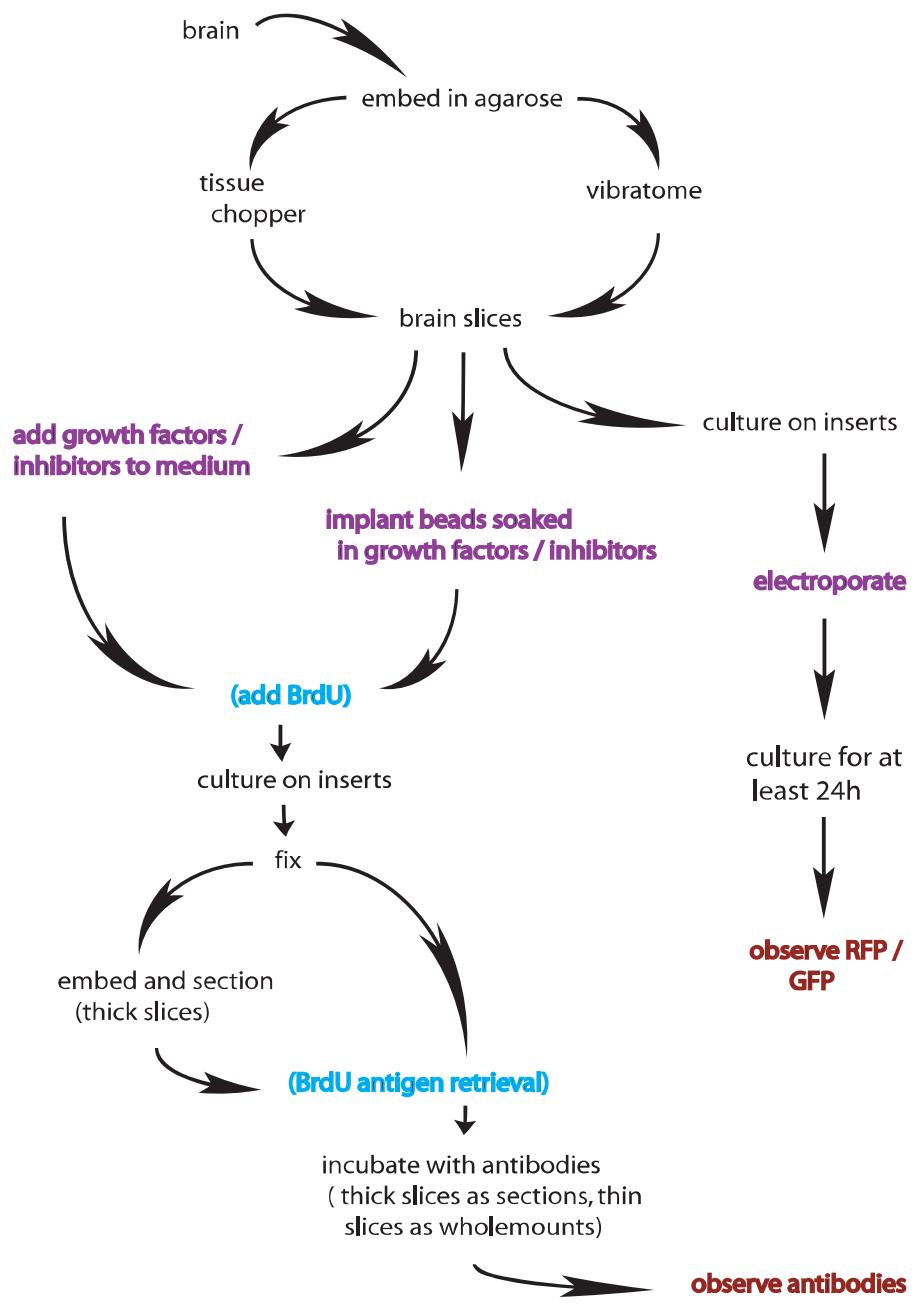 brain
embed in agarose
tissue
chopper
vibratome
brain slices
add growth factors /
inhibitors to medium
implant beads soaked
in growth factors / inhibitors
culture on inserts
electroporate
culture for at
least 24h
observe RFP /
GFP
(add BrdU)
culture on inserts
fix
embed and section
(thick slices)
(BrdU antigen retrieval)
incubate with antibodies
( thick slices as sections, thin
slices as wholemounts)
observe antibodies